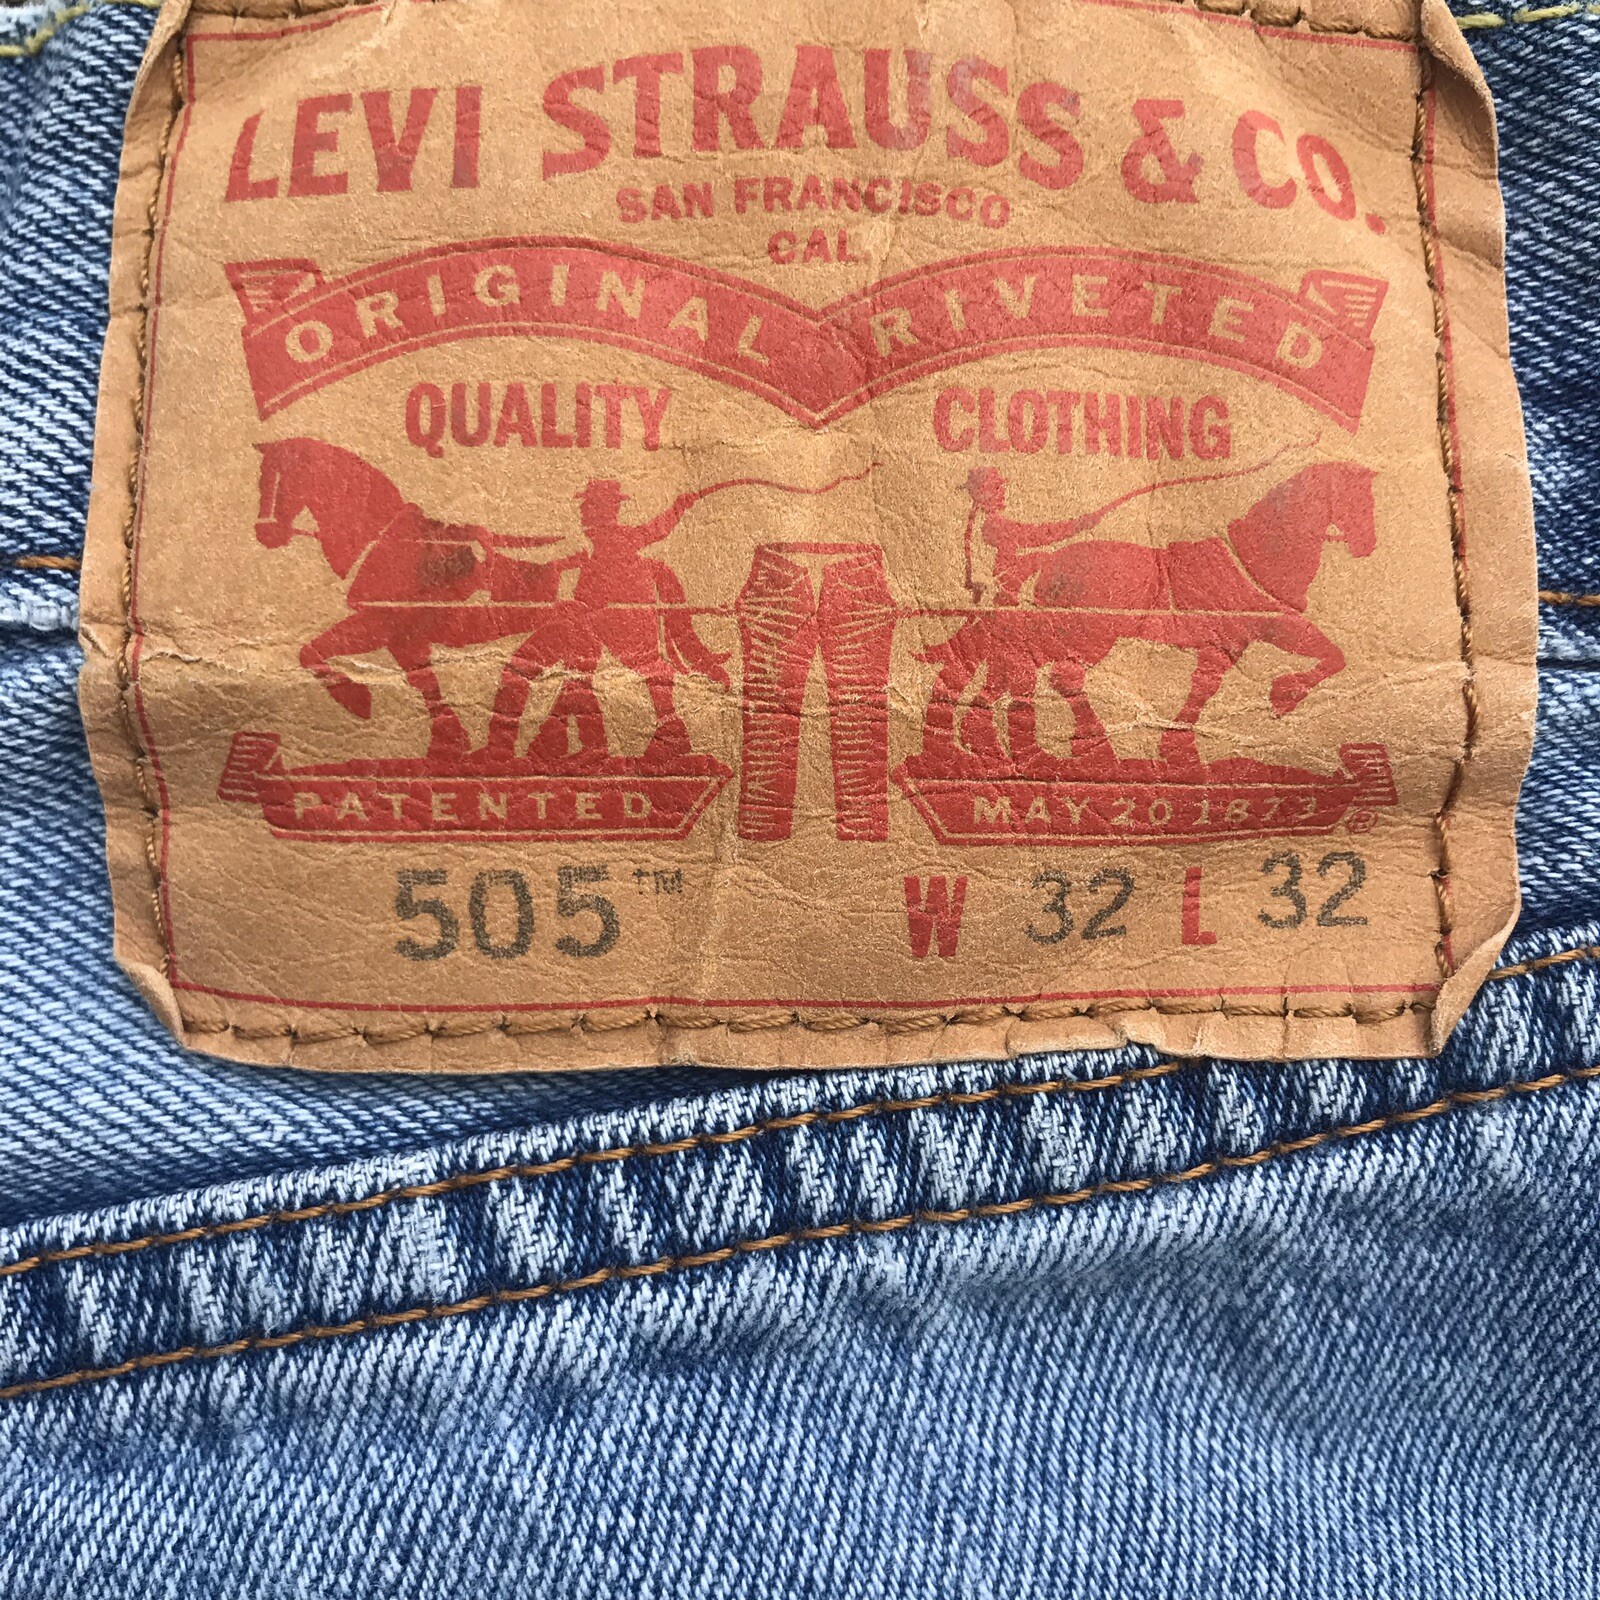 LEVI STRAUSS & CO.
SAN FRANCISCO
CAL.
ORIGINAL RIVETED
QUALITY CLOTHING
PATENTED MAY 20 1873 ®
505™ W 32 L 32